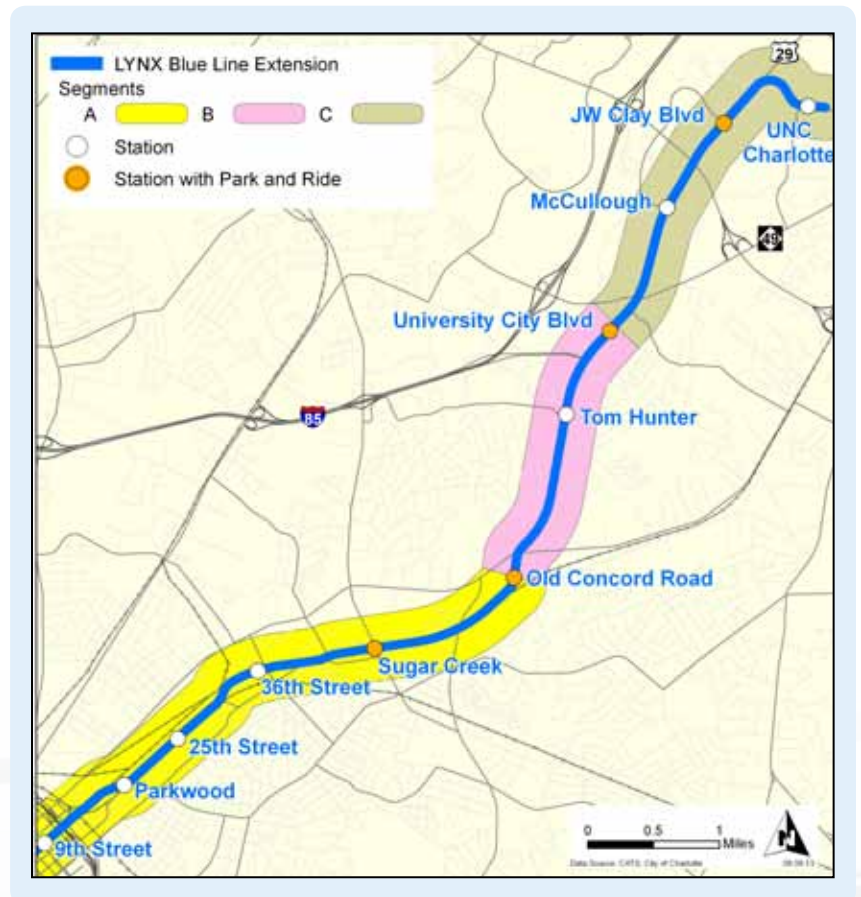 LYNX Blue Line Extension
Segments
A B C
Station
Station with Park and Ride
29
JW Clay Blvd
UNC
Charlotte
McCullough
49
University City Blvd
85
Tom Hunter
Old Concord Road
Sugar Creek
36th Street
25th Street
Parkwood
9th Street
0 0.5 1
Miles
N
Data Source: CATS, City of Charlotte